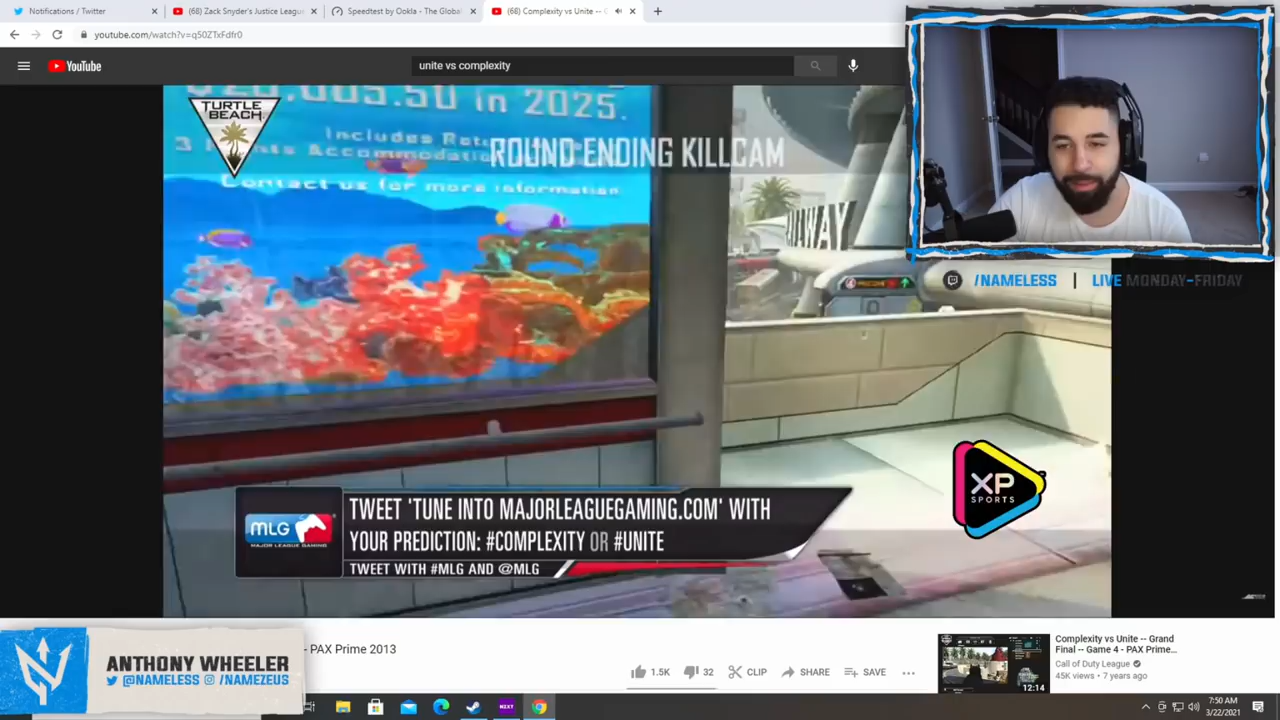 Notifications / Twitter
(68) Zack Snyder's Justice Leagu
Speedtest by Ookla - The Global
(68) Complexity vs Unite --
youtube.com/watch?v=q50ZTxFdfr0
YouTube
unite vs complexity
TURTLE BEACH
in 2025.
Includes
3
Contact us for more information
ROUND ENDING KILLCAM
/NAMELESS | LIVE MONDAY-FRIDAY
XP
SPORTS
MLG
MAJOR LEAGUE GAMING
TWEET 'TUNE INTO MAJORLEAGUEGAMING.COM' WITH
YOUR PREDICTION: #COMPLEXITY OR #UNITE
TWEET WITH #MLG AND @MLG
- PAX Prime 2013
1.5K
32
CLIP
SHARE
SAVE
Complexity vs Unite -- Grand
Final -- Game 4 - PAX Prime...
Call of Duty League
45K views • 7 years ago
12:14
ANTHONY WHEELER
@NAMELESS /NAMEZEUS
NEXT
7:50 AM
3/22/2021